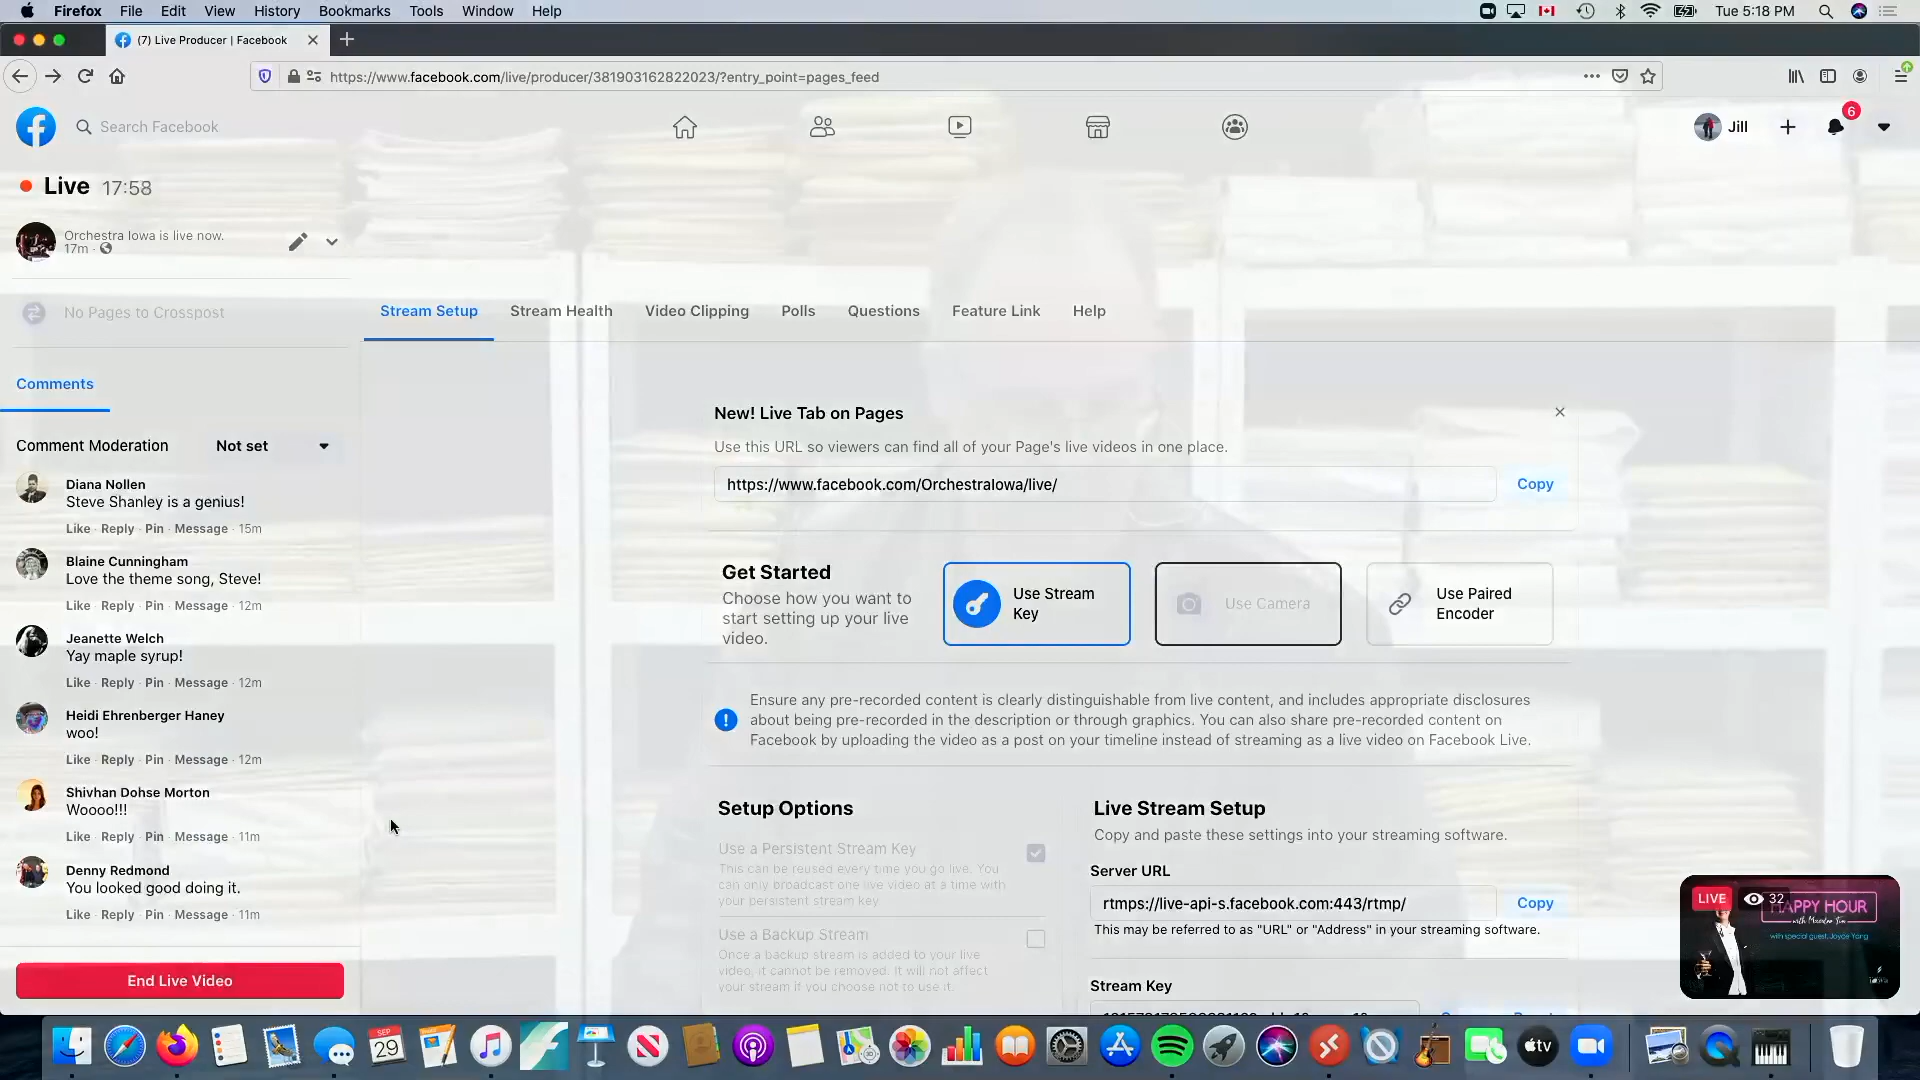 Firefox File Edit View History Bookmarks Tools Window Help
Tue 5:18 PM
(7) Live Producer | Facebook
https://www.facebook.com/live/producer/381903162822023/?entry_point=pages_feed
Search Facebook
Jill
6
Live 17:58
Orchestra Iowa is live now.
17m
No Pages to Crosspost
Stream Setup Stream Health Video Clipping Polls Questions Feature Link Help
Comments
Comment Moderation Not set
Diana Nollen
Steve Shanley is a genius!
Like · Reply · Pin · Message · 15m
Blaine Cunningham
Love the theme song, Steve!
Like · Reply · Pin · Message · 12m
Jeanette Welch
Yay maple syrup!
Like · Reply · Pin · Message · 12m
Heidi Ehrenberger Haney
woo!
Like · Reply · Pin · Message · 12m
Shivhan Dohse Morton
Woooo!!!
Like · Reply · Pin · Message · 11m
Denny Redmond
You looked good doing it.
Like · Reply · Pin · Message · 11m
End Live Video
New! Live Tab on Pages
Use this URL so viewers can find all of your Page's live videos in one place.
https://www.facebook.com/OrchestraIowa/live/
Copy
Get Started
Choose how you want to
start setting up your live
video.
Use Stream
Key
Use Camera
Use Paired
Encoder
Ensure any pre-recorded content is clearly distinguishable from live content, and includes appropriate disclosures
about being pre-recorded in the description or through graphics. You can also share pre-recorded content on
Facebook by uploading the video as a post on your timeline instead of streaming as a live video on Facebook Live.
Setup Options
Use a Persistent Stream Key
This can be reused every time you go live. You
can only broadcast one live video at a time with
your persistent stream key
Use a Backup Stream
Once a backup stream is added to your live
video, it cannot be removed. It will not affect
your stream if you choose not to use it.
Live Stream Setup
Copy and paste these settings into your streaming software.
Server URL
rtmps://live-api-s.facebook.com:443/rtmp/
Copy
This may be referred to as "URL" or "Address" in your streaming software.
Stream Key
LIVE 32
HAPPY HOUR
with Maestro Tim
with special guest Joyce Yang
SEP
29
tv